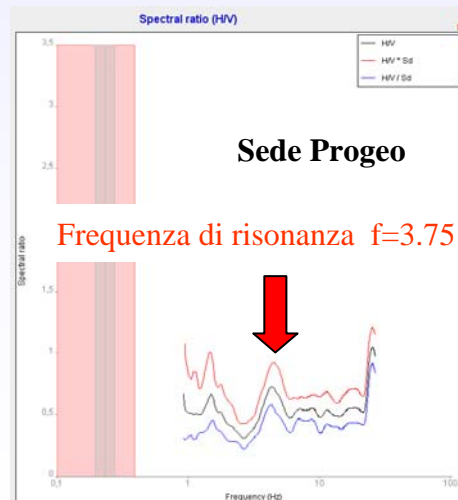 Spectral ratio (H/V)
H/V
H/V * Sd
H/V / Sd
3,5
3
2,5
Sede Progeo
Frequenza di risonanza f=3.75
Spectral ratio
1,5
1
0,5
0
0,1
1
10
100
Frequency (Hz)